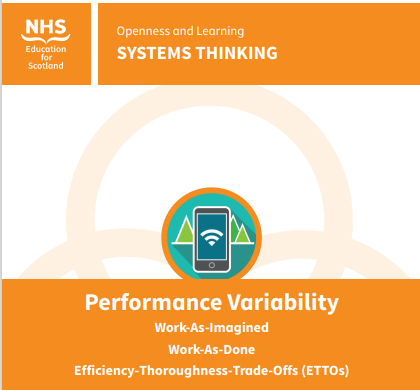 NHS
Education
for
Scotland
Openness and Learning
SYSTEMS THINKING
Performance Variability
Work-As-Imagined
Work-As-Done
Efficiency-Thoroughness-Trade-Offs (ETTOs)